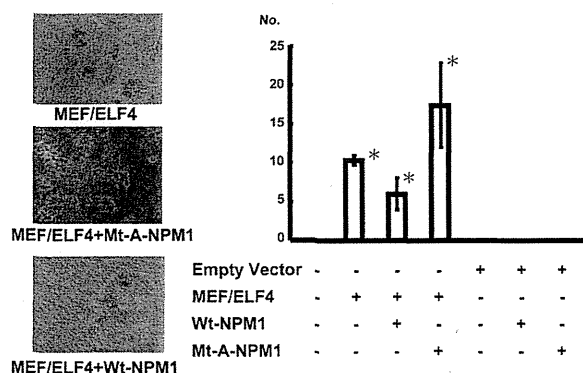 MEF/ELF4
MEF/ELF4+Mt-A-NPM1
MEF/ELF4+Wt-NPM1
No.
25
20
15
10
5
0
*
*
*
Empty Vector - - - - + + +
MEF/ELF4 - + + + - - -
Wt-NPM1 - - + - - + -
Mt-A-NPM1 - - - + - - +